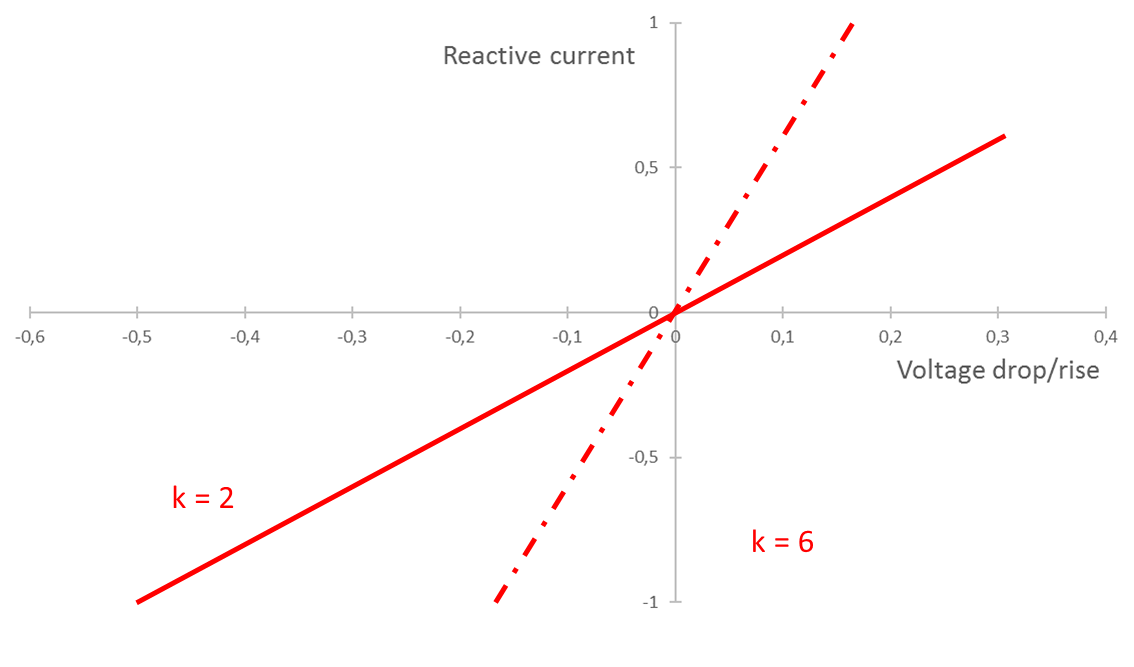 1
Reactive current
0,5
0
-0,6 -0,5 -0,4 -0,3 -0,2 -0,1 0 0,1 0,2 0,3 0,4
Voltage drop/rise
-0,5
k = 2
k = 6
-1